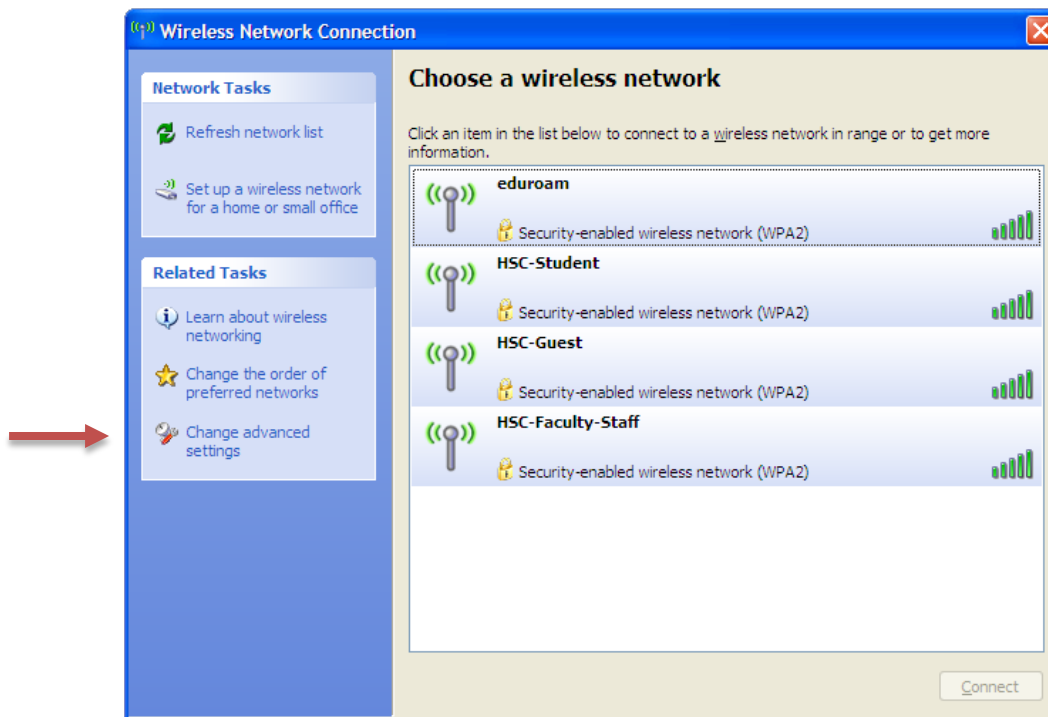 Wireless Network Connection
Network Tasks
Refresh network list
Set up a wireless network
for a home or small office
Related Tasks
Learn about wireless
networking
Change the order of
preferred networks
Change advanced
settings
Choose a wireless network
Click an item in the list below to connect to a wireless network in range or to get more
information.
eduroam
Security-enabled wireless network (WPA2)
HSC-Student
Security-enabled wireless network (WPA2)
HSC-Guest
Security-enabled wireless network (WPA2)
HSC-Faculty-Staff
Security-enabled wireless network (WPA2)
Connect